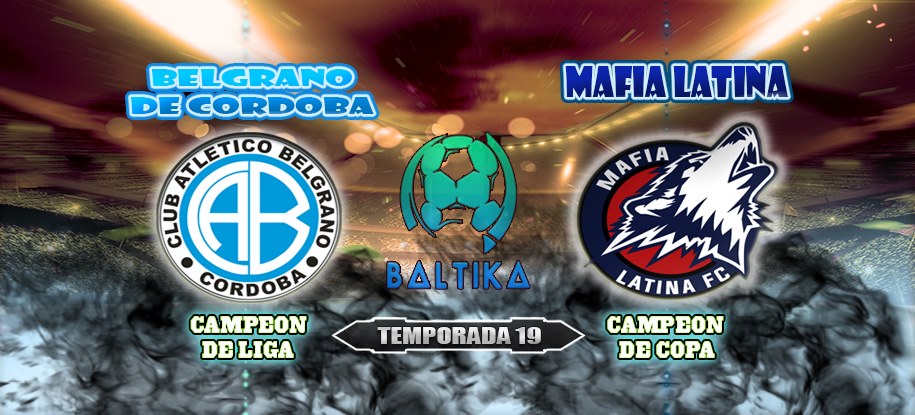 BELGRANO
DE CORDOBA
MAFIA LATINA
CLUB ATLETICO BELGRANO
CAB
CORDOBA
BALTIKA
MAFIA
LATINA FC
CAMPEON
DE LIGA
TEMPORADA 19
CAMPEON
DE COPA